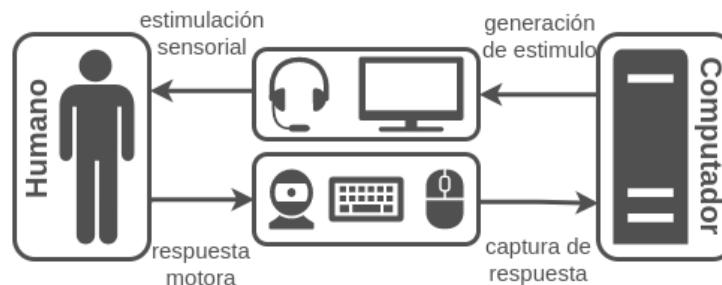 estimulación
sensorial
generación
de estimulo
Humano
Computador
respuesta
motora
captura de
respuesta